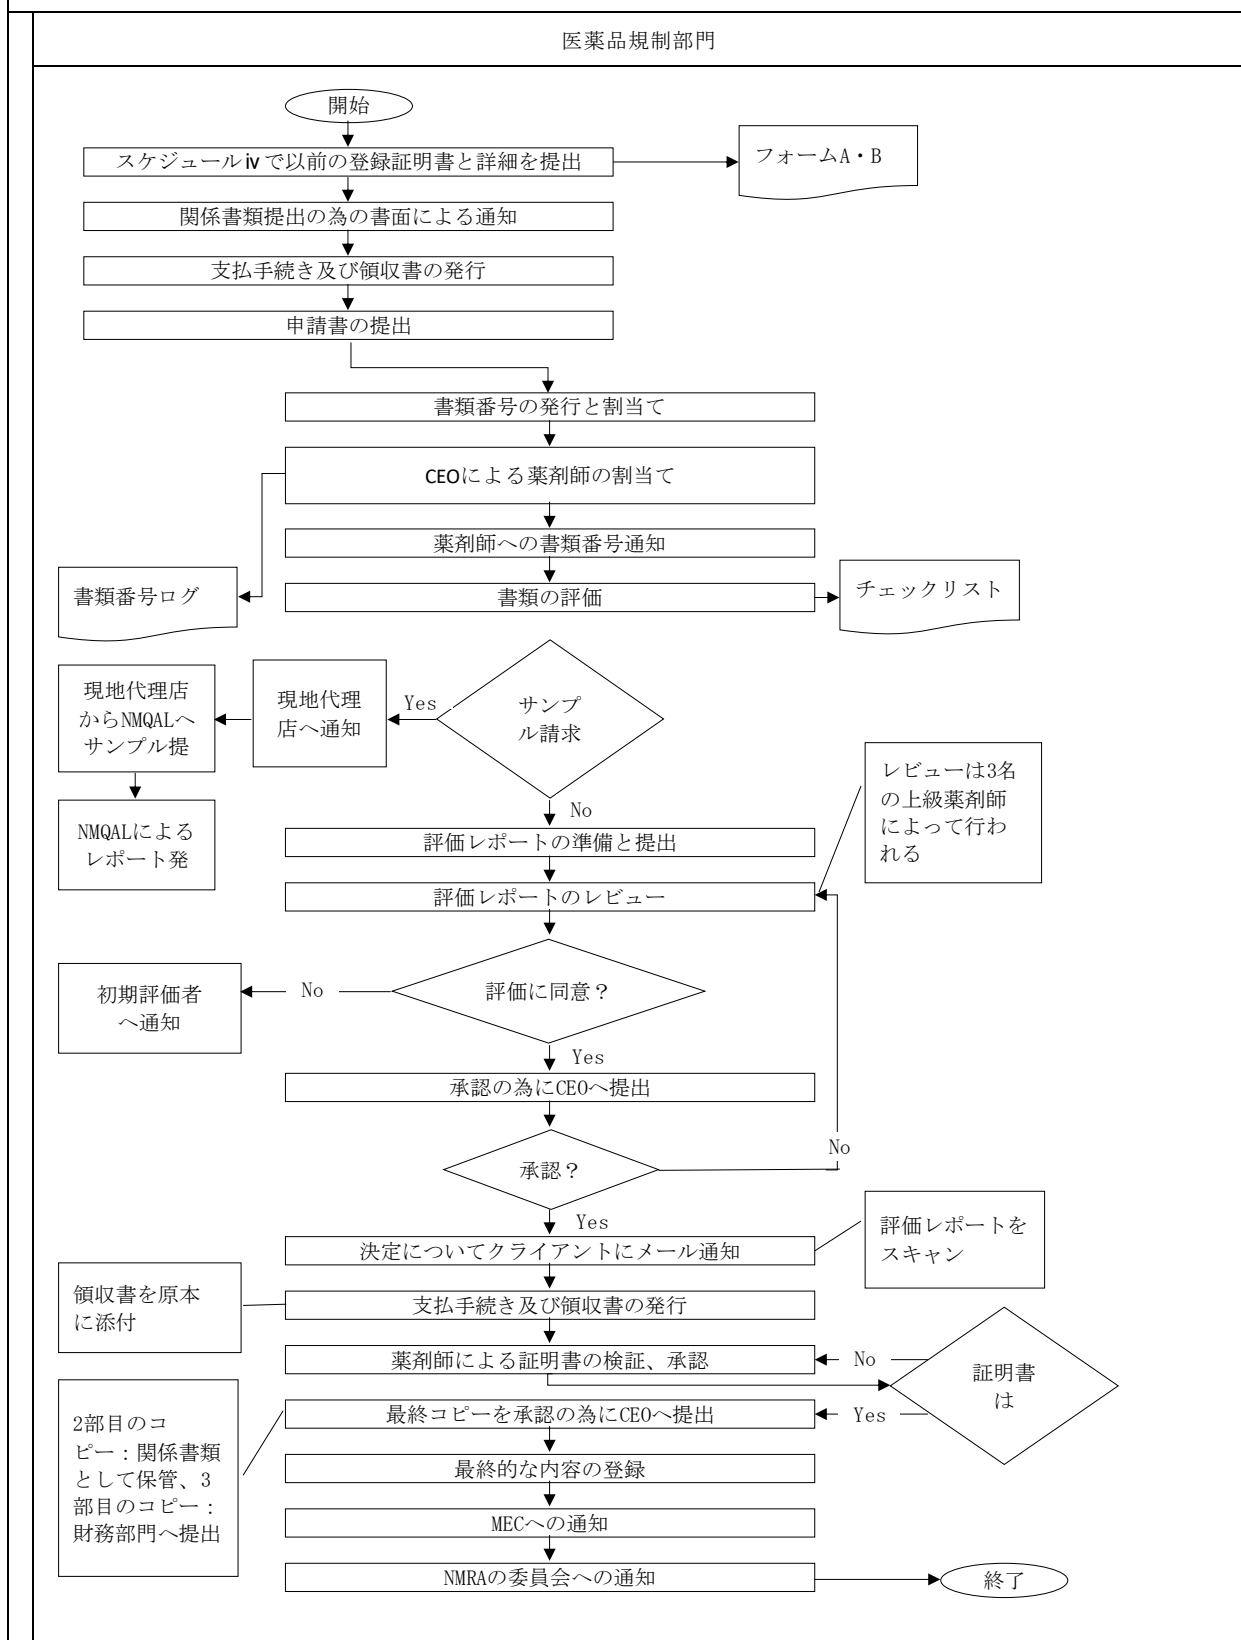 医薬品規制部門
開始
スケジュールivで以前の登録証明書と詳細を提出
フォームA・B
関係書類提出の為の書面による通知
支払手続き及び領収書の発行
申請書の提出
書類番号の発行と割当て
CEOによる薬剤師の割当て
薬剤師への書類番号通知
書類番号ログ
書類の評価
チェックリスト
サンプ
ル請求
Yes
現地代理
店へ通知
現地代理店
からNMQALへ
サンプル提
NMQALによる
レポート発
No
レビューは3名
の上級薬剤師
によって行わ
れる
評価レポートの準備と提出
評価レポートのレビュー
評価に同意？
No
初期評価者
へ通知
Yes
承認の為にCEOへ提出
承認？
No
Yes
決定についてクライアントにメール通知
評価レポートを
スキャン
領収書を原本
に添付
支払手続き及び領収書の発行
薬剤師による証明書の検証、承認
No
証明書
は
最終コピーを承認の為にCEOへ提出
Yes
2部目のコ
ピー：関係書類
として保管、3
部目のコピー：
財務部門へ提出
最終的な内容の登録
MECへの通知
NMRAの委員会への通知
終了